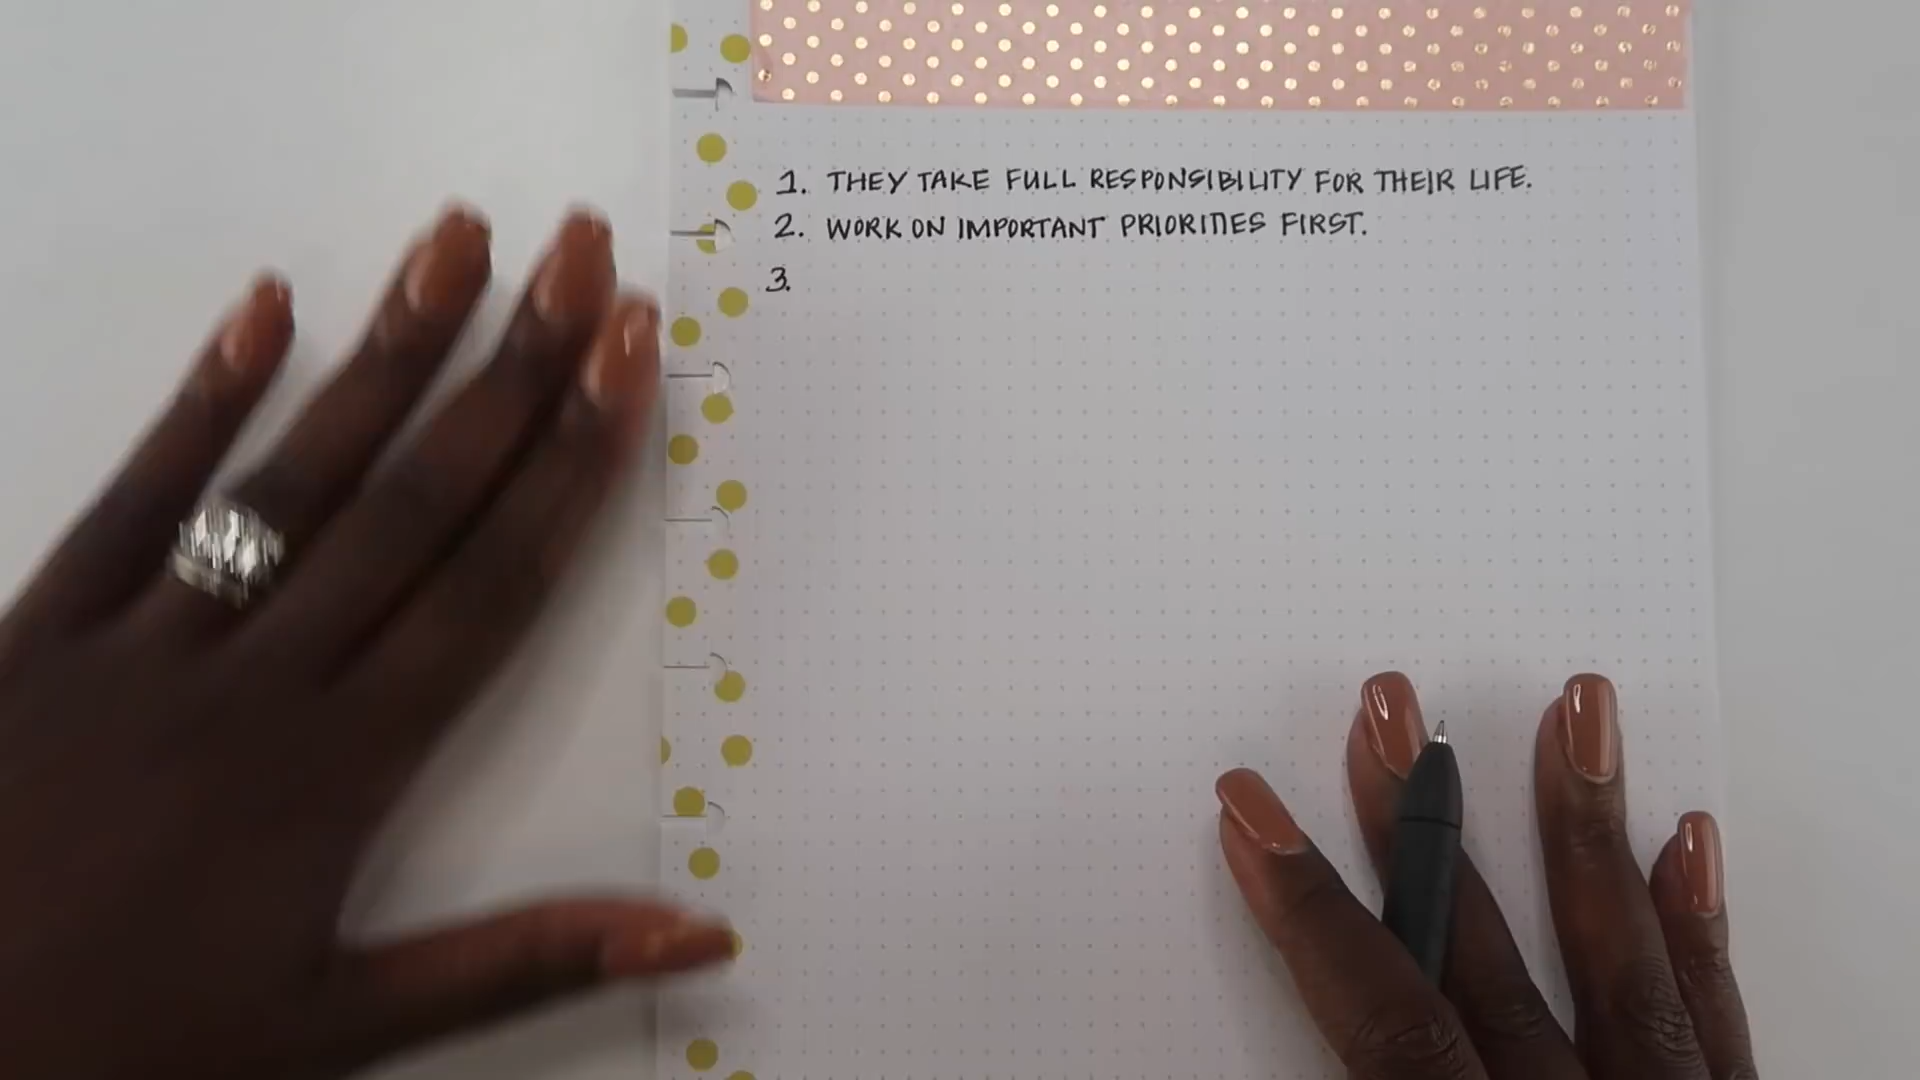 1. THEY TAKE FULL RESPONSIBILITY FOR THEIR LIFE.
2. WORK ON IMPORTANT PRIORITIES FIRST.
3.